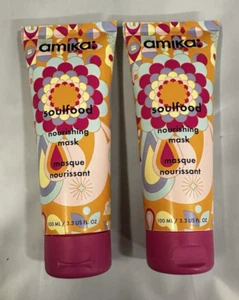 amika:
soulfood
nourishing
mask
masque
nourissant
100 ML / 3.3 US FL OZ
amika:
soulfood
nourishing
mask
masque
nourissant
100 ML / 3.3 US FL OZ